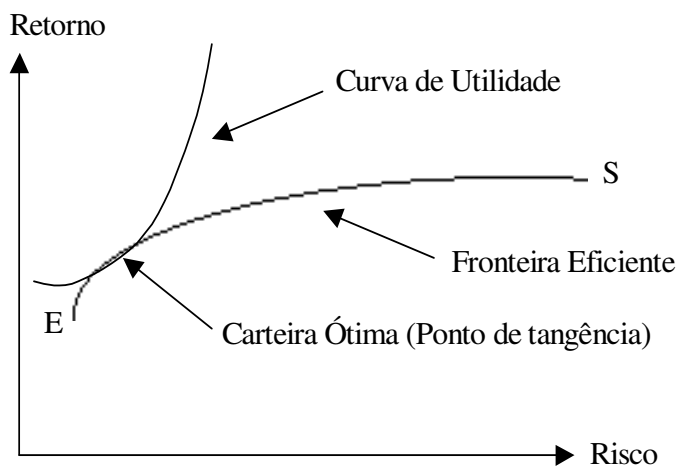 Retorno
Curva de Utilidade
S
Fronteira Eficiente
E
Carteira Ótima (Ponto de tangência)
Risco